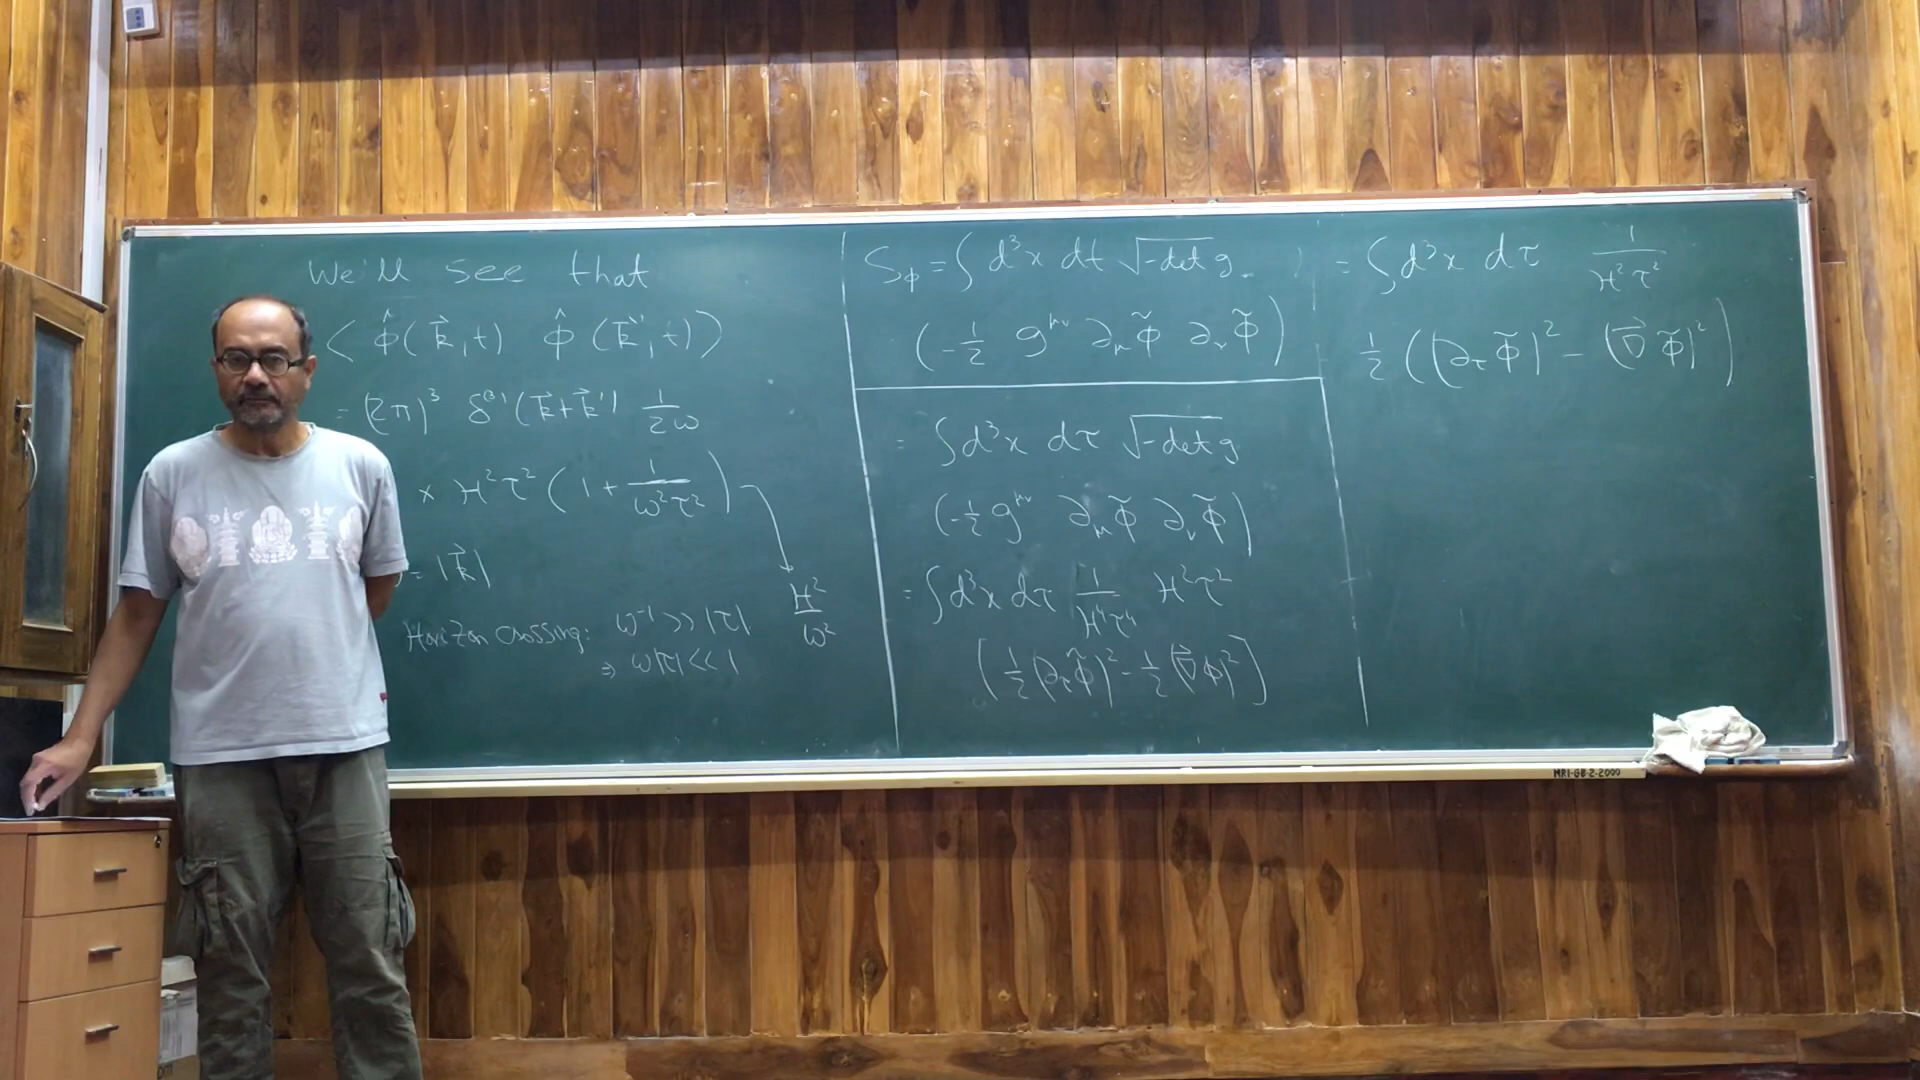 We'll see that
< φ̂(k⃗,t) φ̂(k⃗',t) >
= (2π)³ δ⁽³⁾(k⃗+k⃗') 1/2ω
× H²τ² (1 + 1/ω²τ²)
= |k⃗|
H²/ω²
Horizon crossing: ω⁻¹ >> |τ|
⇒ ω|τ| << 1
S_φ = ∫ d³x dt √-det g
(-1/2 g^μν ∂_μ φ̃ ∂_ν φ̃)
= ∫ d³x dτ √-det g
(-1/2 g^μν ∂_μ φ̃ ∂_ν φ̃)
= ∫ d³x dτ 1/H⁴τ⁴ H²τ²
[1/2 (∂_τ φ̃)² - 1/2 (∇⃗ φ)²]
= ∫ d³x dτ 1/H²τ²
1/2 ((∂_τ φ̃)² - (∇⃗ φ̃)²)
MRI-GB-2-2000